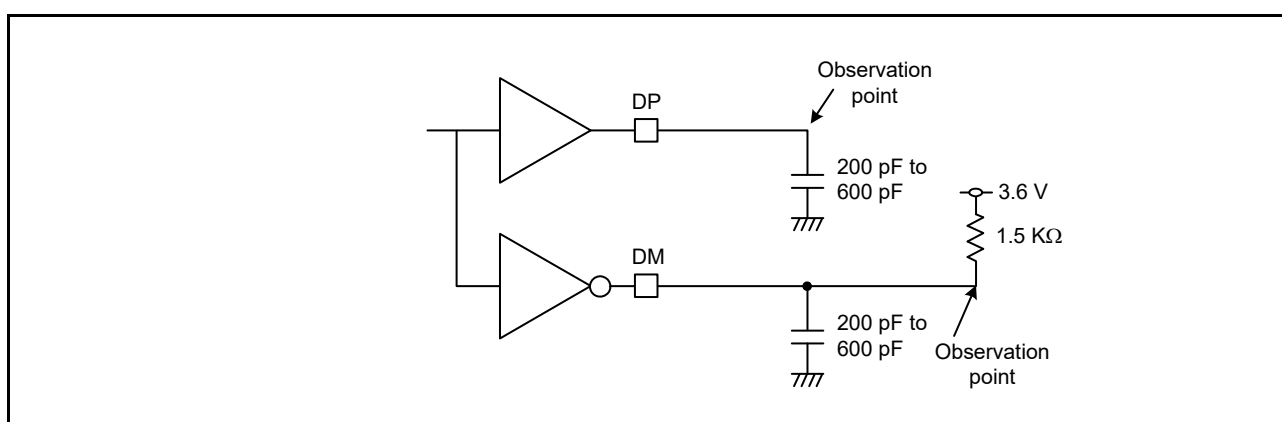 Observation
point
DP
200 pF to
600 pF
3.6 V
1.5 KΩ
DM
200 pF to
600 pF
Observation
point